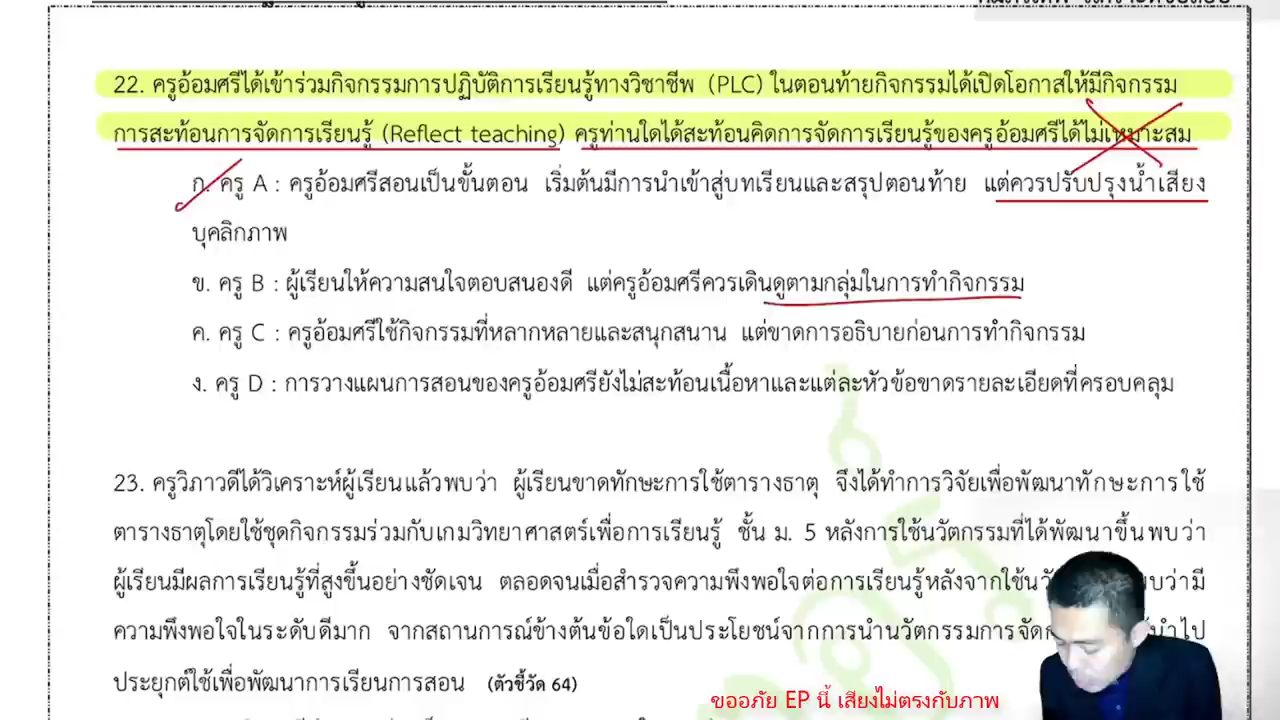 22. ครูอ้อมศรีได้เข้าร่วมกิจกรรมการปฏิบัติการเรียนรู้ทางวิชาชีพ (PLC) ในตอนท้ายกิจกรรมได้เปิดโอกาสให้มีกิจกรรม
การสะท้อนการจัดการเรียนรู้ (Reflect teaching) ครูท่านใดได้สะท้อนคิดการจัดการเรียนรู้ของครูอ้อมศรีได้ไม่เหมาะสม
ก. ครู A : ครูอ้อมศรีสอนเป็นขั้นตอน เริ่มต้นมีการนำเข้าสู่บทเรียนและสรุปตอนท้าย แต่ควรปรับปรุงน้ำเสียง
บุคลิกภาพ
ข. ครู B : ผู้เรียนให้ความสนใจตอบสนองดี แต่ครูอ้อมศรีควรเดินดูตามกลุ่มในการทำกิจกรรม
ค. ครู C : ครูอ้อมศรีใช้กิจกรรมที่หลากหลายและสนุกสนาน แต่ขาดการอธิบายก่อนการทำกิจกรรม
ง. ครู D : การวางแผนการสอนของครูอ้อมศรียังไม่สะท้อนเนื้อหาและแต่ละหัวข้อขาดรายละเอียดที่ครอบคลุม
23. ครูวิภาวดีได้วิเคราะห์ผู้เรียนแล้วพบว่า ผู้เรียนขาดทักษะการใช้ตารางธาตุ จึงได้ทำการวิจัยเพื่อพัฒนาทักษะการใช้
ตารางธาตุโดยใช้ชุดกิจกรรมร่วมกับเกมวิทยาศาสตร์เพื่อการเรียนรู้ ชั้น ม. 5 หลังการใช้นวัตกรรมที่ได้พัฒนาขึ้นพบว่า
ผู้เรียนมีผลการเรียนรู้ที่สูงขึ้นอย่างชัดเจน ตลอดจนเมื่อสำรวจความพึงพอใจต่อการเรียนรู้หลังจากใช้ พบว่ามี
ความพึงพอใจในระดับดีมาก จากสถานการณ์ข้างต้นข้อใดเป็นประโยชน์จากการนำนวัตกรรมการ นำไป
ประยุกต์ใช้เพื่อพัฒนาการเรียนการสอน (ตัวชี้วัด 64)
ขออภัย EP นี้ เสียงไม่ตรงกับภาพ